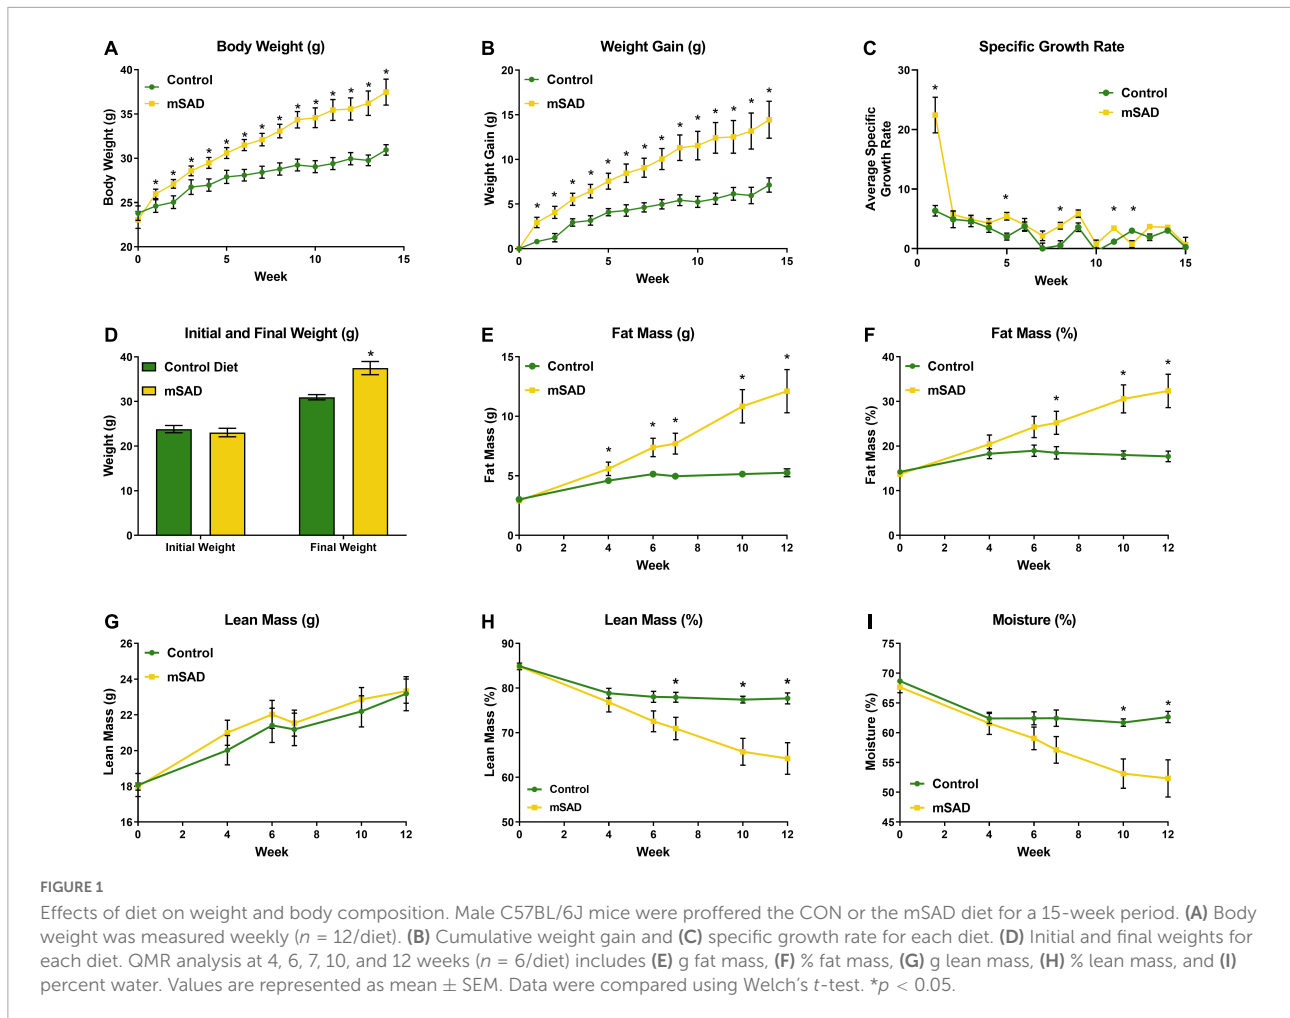 A Body Weight (g)
Control
mSAD
40
35
30
25
20
Body Weight (g)
* * * * * * * * * * * * * *
0 5 10 15
Week
B Weight Gain (g)
Control
mSAD
20
15
10
5
0
Weight Gain (g)
* * * * * * * * * * * * * *
0 5 10 15
Week
C Specific Growth Rate
Control
mSAD
30
20
10
0
Average Specific
Growth Rate
* * * * *
0 5 10 15
Week
D Initial and Final Weight (g)
Control Diet
mSAD
40
30
20
10
0
Weight (g)
*
Initial Weight Final Weight
E Fat Mass (g)
Control
mSAD
15
10
5
0
Fat Mass (g)
* * * * *
0 2 4 6 8 10 12
Week
F Fat Mass (%)
Control
mSAD
40
30
20
10
0
Fat Mass (%)
* * *
0 2 4 6 8 10 12
Week
G Lean Mass (g)
Control
mSAD
26
24
22
20
18
16
Lean Mass (g)
0 2 4 6 8 10 12
Week
H Lean Mass (%)
90
80
70
60
50
Lean Mass (%)
* * *
Control
mSAD
0 2 4 6 8 10 12
Week
I Moisture (%)
75
70
65
60
55
50
45
Moisture (%)
* *
Control
mSAD
0 2 4 6 8 10 12
Week
FIGURE 1
Effects of diet on weight and body composition. Male C57BL/6J mice were proffered the CON or the mSAD diet for a 15-week period. (A) Body
weight was measured weekly (n = 12/diet). (B) Cumulative weight gain and (C) specific growth rate for each diet. (D) Initial and final weights for
each diet. QMR analysis at 4, 6, 7, 10, and 12 weeks (n = 6/diet) includes (E) g fat mass, (F) % fat mass, (G) g lean mass, (H) % lean mass, and (I)
percent water. Values are represented as mean ± SEM. Data were compared using Welch's t-test. *p < 0.05.